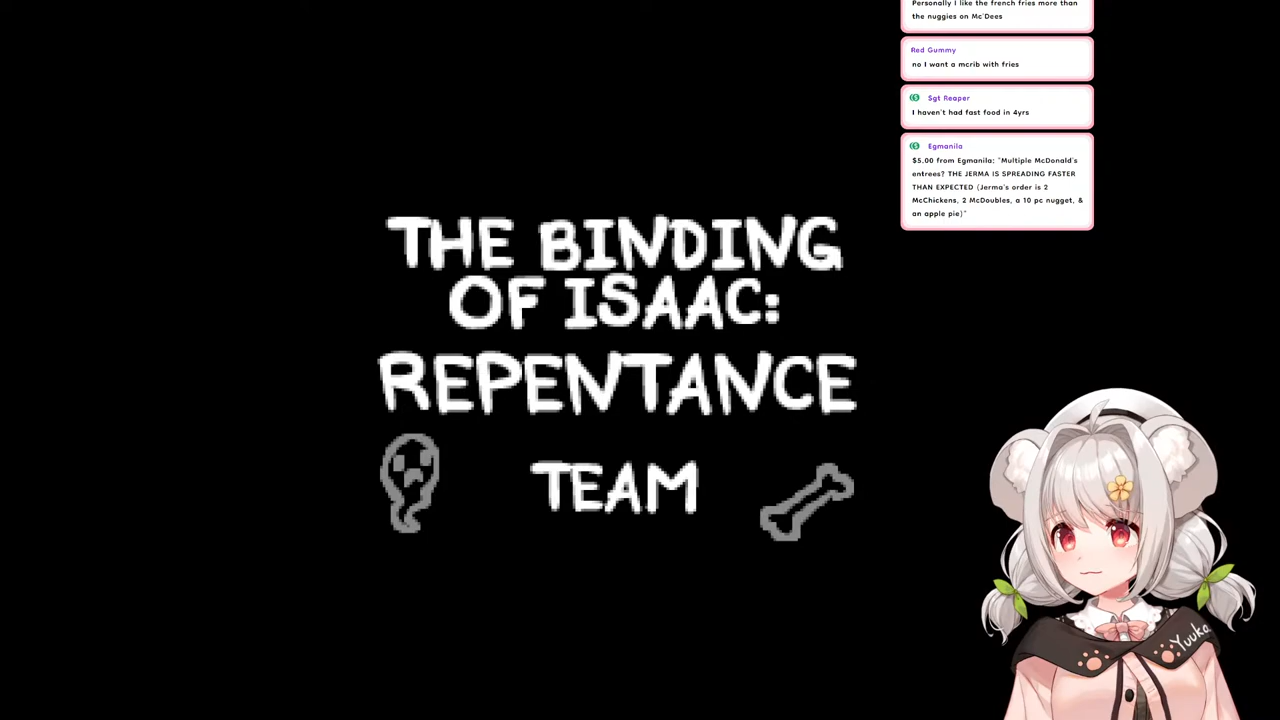 Personally I like the french fries more than
the nuggies on Mc'Dees
Red Gummy
no I want a mcrib with fries
Sgt Reaper
I haven't had fast food in 4yrs
Egmanila
$5.00 from Egmanila: "Multiple McDonald's
entrees? THE JERMA IS SPREADING FASTER
THAN EXPECTED (Jerma's order is 2
McChickens, 2 McDoubles, a 10 pc nugget, &
an apple pie)"
THE BINDING
OF ISAAC:
REPENTANCE
TEAM
Yuuka